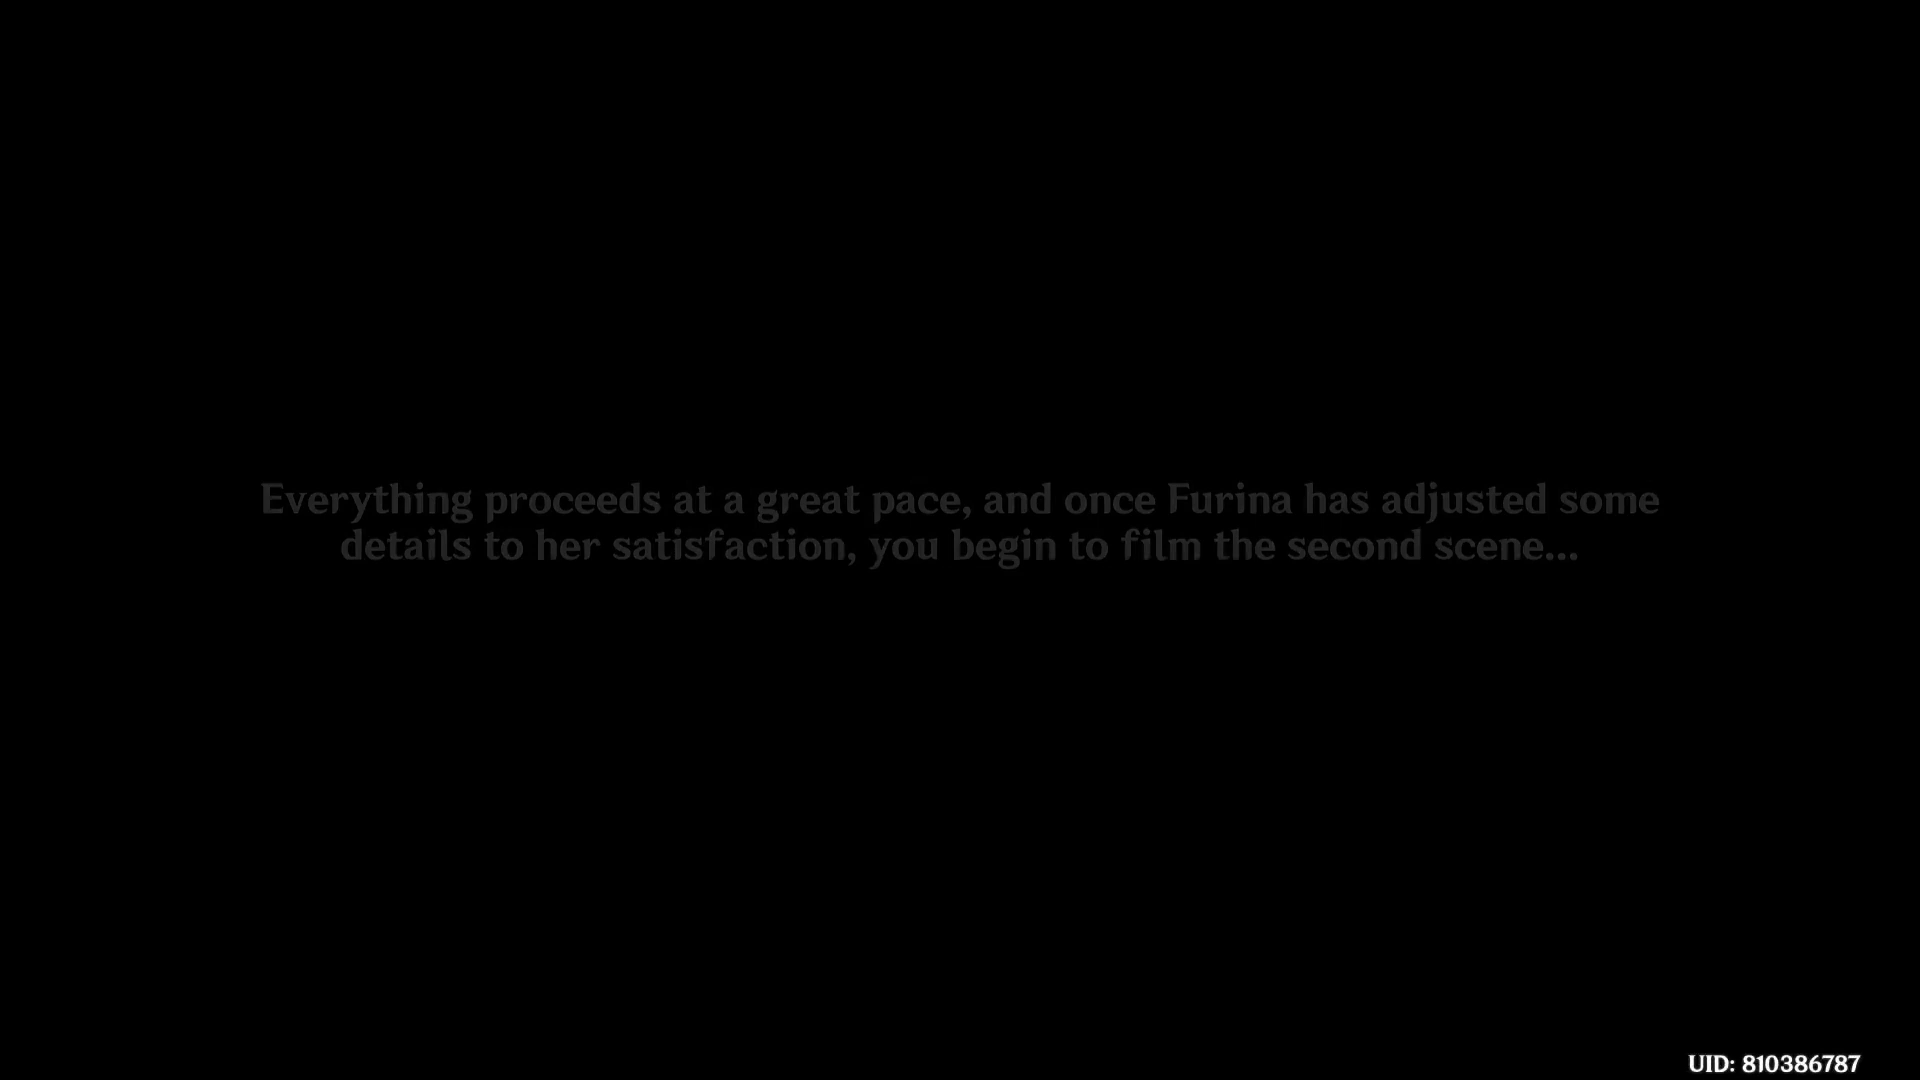 Everything proceeds at a great pace, and once Furina has adjusted some
details to her satisfaction, you begin to film the second scene...
UID: 810386787